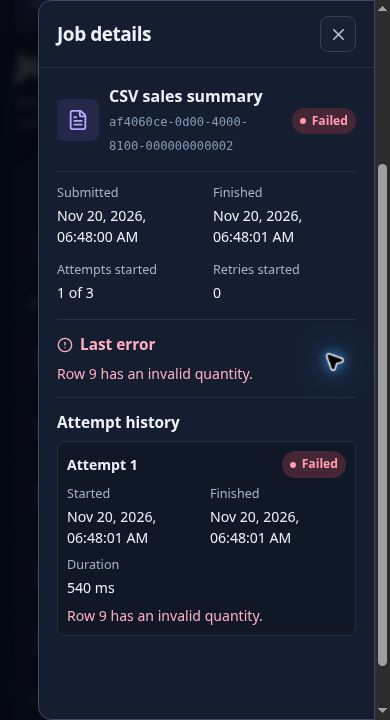 Job details
CSV sales summary
af4060ce-0d00-4000-
8100-000000000002
Failed
Submitted
Finished
Nov 20, 2026,
06:48:00 AM
Nov 20, 2026,
06:48:01 AM
Attempts started
Retries started
1 of 3
0
Last error
Row 9 has an invalid quantity.
Attempt history
Attempt 1
Failed
Started
Finished
Nov 20, 2026,
06:48:01 AM
Nov 20, 2026,
06:48:01 AM
Duration
540 ms
Row 9 has an invalid quantity.